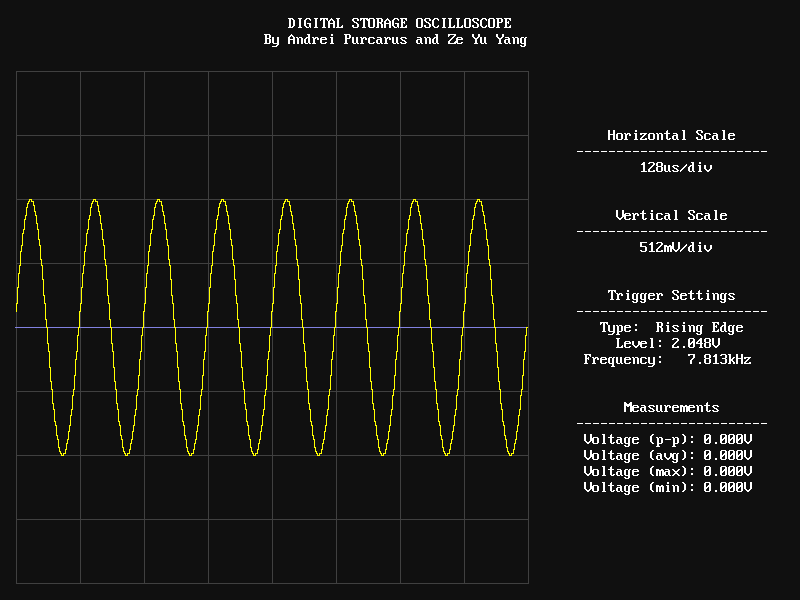 DIGITAL STORAGE OSCILLOSCOPE
By Andrei Purcarus and Ze Yu Yang
Horizontal Scale
------------------------
128us/div
Vertical Scale
------------------------
512mV/div
Trigger Settings
------------------------
Type:  Rising Edge
Level: 2.048V
Frequency:   7.813kHz
Measurements
------------------------
Voltage (p-p): 0.000V
Voltage (avg): 0.000V
Voltage (max): 0.000V
Voltage (min): 0.000V